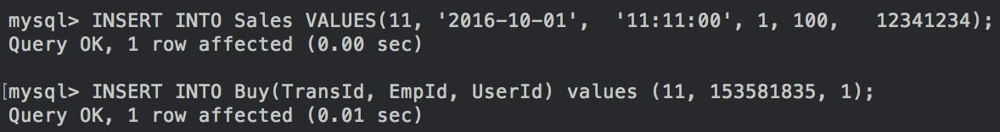 mysql> INSERT INTO Sales VALUES(11, '2016-10-01',  '11:11:00', 1, 100,   12341234);
Query OK, 1 row affected (0.00 sec)
[mysql> INSERT INTO Buy(TransId, EmpId, UserId) values (11, 153581835, 1);
Query OK, 1 row affected (0.01 sec)